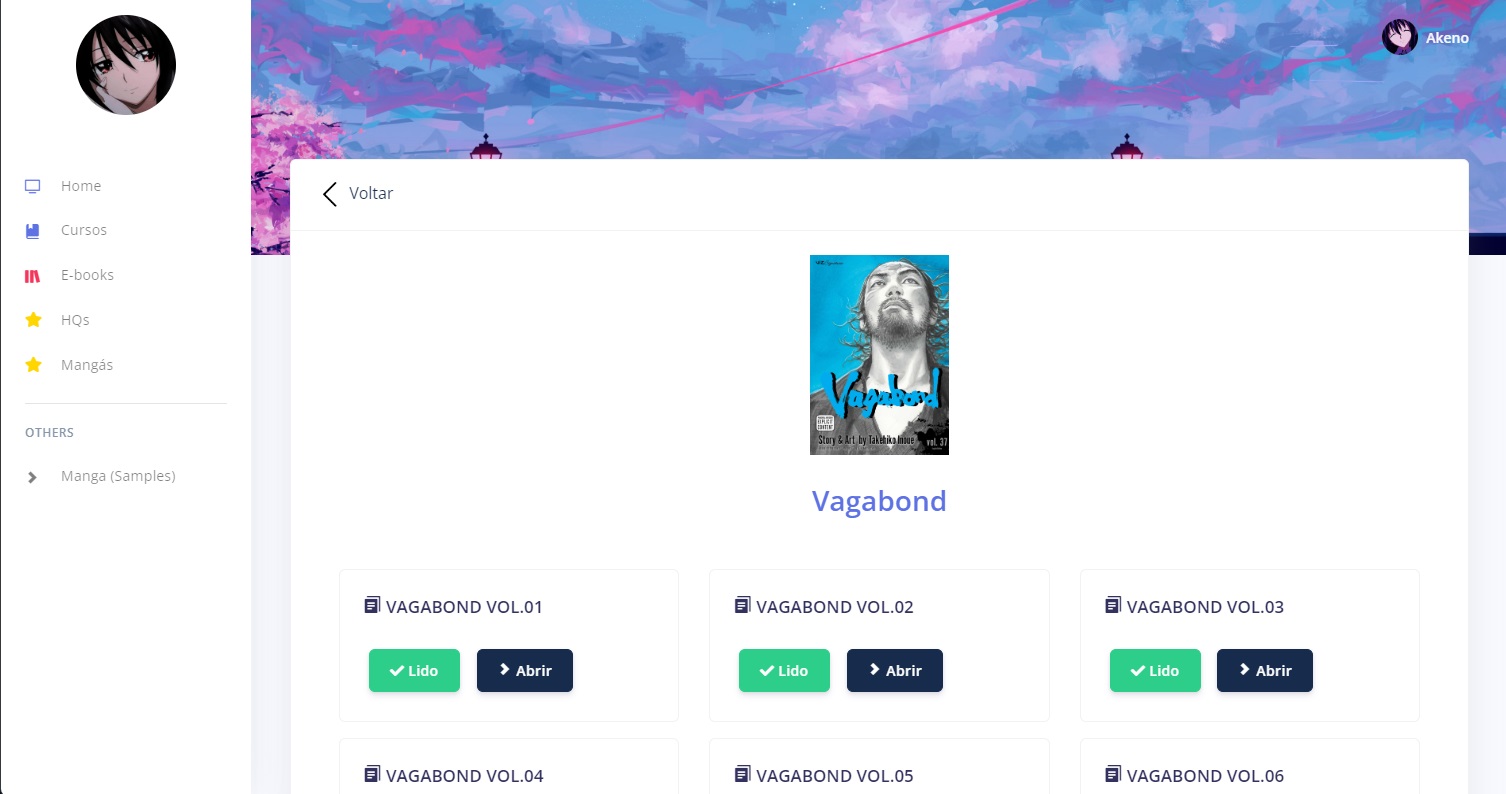 Akeno
Home
Cursos
E-books
HQs
Mangás
OTHERS
Manga (Samples)
Voltar
Vagabond
Story & Art by Takehiko Inoue
vol. 37
Vagabond
VAGABOND VOL.01
Lido
Abrir
VAGABOND VOL.02
Lido
Abrir
VAGABOND VOL.03
Lido
Abrir
VAGABOND VOL.04
VAGABOND VOL.05
VAGABOND VOL.06